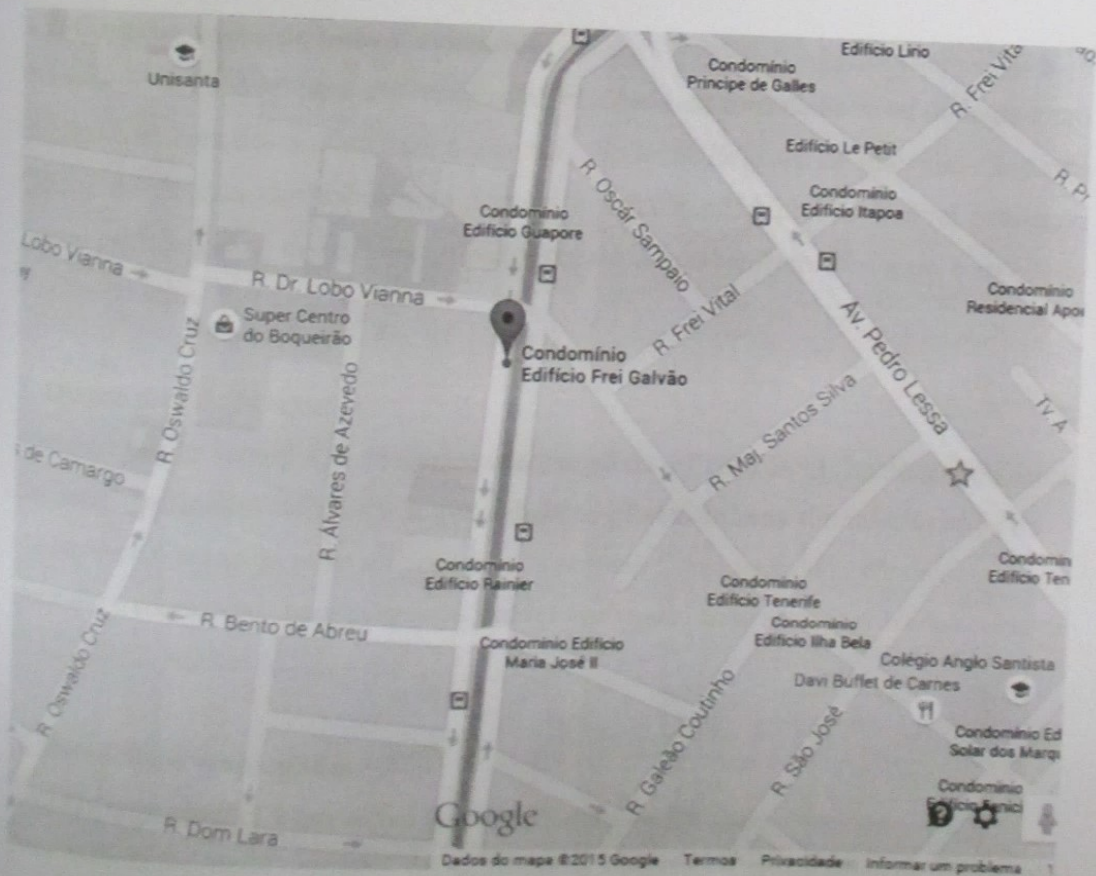 Unisanta
Edifício Lírio
Condomínio
Principe de Galles
R. Frei Vital
Edifício Le Petit
R. Oscár Sampaio
Condomínio
Edifício Itapoa
Condomínio
Edifício Guapore
Lobo Vianna
R. Dr. Lobo Vianna
R. Frei Vital
Condomínio
Residencial
Super Centro
do Boqueirão
Condomínio
Edifício Frei Galvão
Av. Pedro Lessa
R. Oswaldo Cruz
R. Álvares de Azevedo
R. Maj. Santos Silva
Tv. A
de Camargo
Condomínio
Edifício Rainier
Condomin
Edifício Ten
Condomínio
Edifício Tenerife
R. Bento de Abreu
Condomínio
Edifício Ilha Bela
Condomínio Edifício
Maria José II
Colégio Anglo Santista
Davi Buffet de Carnes
R. Oswaldo Cruz
R. Galeão Coutinho
R. São José
Condomínio Ed
Solar dos Marqu
Condomínio
R. Dom Lara
Google
Dados do mapa ©2015 Google Termos Privacidade Informar um problema